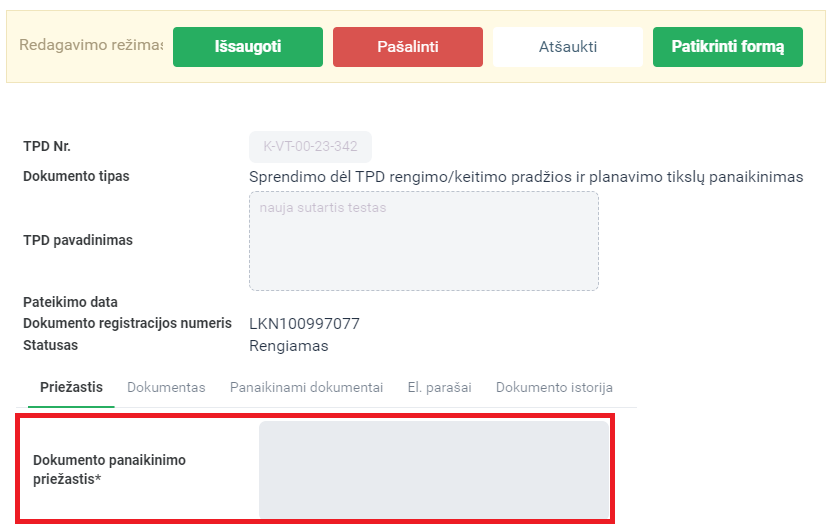 Redagavimo režimas Išsaugoti Pašalinti Atšaukti Patikrinti formą
TPD Nr. K-VT-00-23-342
Dokumento tipas Sprendimo dėl TPD rengimo/keitimo pradžios ir planavimo tikslų panaikinimas
nauja sutartis testas
TPD pavadinimas
Pateikimo data
Dokumento registracijos numeris LKN100997077
Statusas Rengiamas
Priežastis Dokumentas Panaikinami dokumentai El. parašai Dokumento istorija
Dokumento panaikinimo
priežastis*